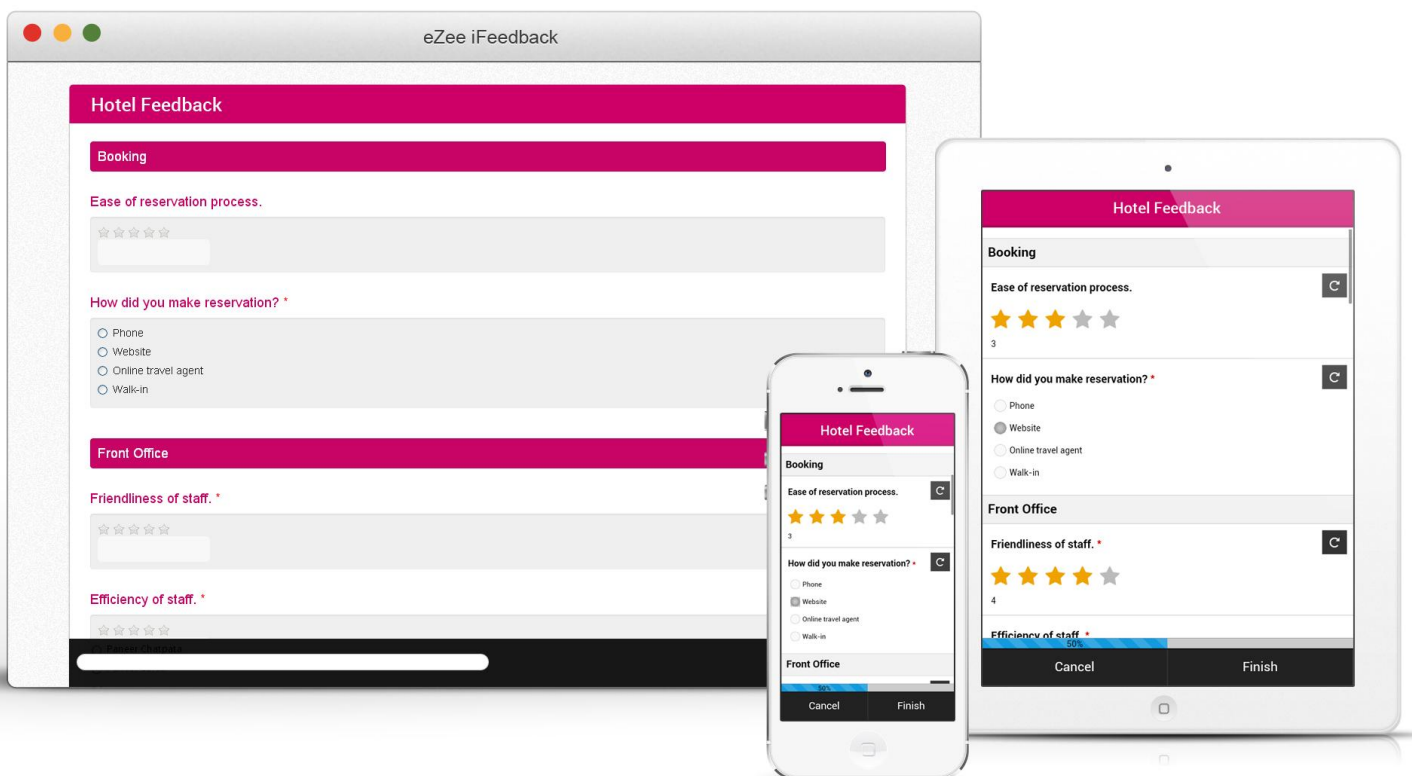 eZee iFeedback
Hotel Feedback
Booking
Ease of reservation process.
How did you make reservation? *
Phone
Website
Online travel agent
Walk-in
Front Office
Friendliness of staff. *
Efficiency of staff. *
Hotel Feedback
Booking
Ease of reservation process.
3
How did you make reservation? *
Phone
Website
Online travel agent
Walk-in
Front Office
50%
Cancel Finish
Hotel Feedback
Booking
Ease of reservation process.
3
How did you make reservation? *
Phone
Website
Online travel agent
Walk-in
Front Office
Friendliness of staff. *
4
Efficiency of staff. *
50%
Cancel Finish